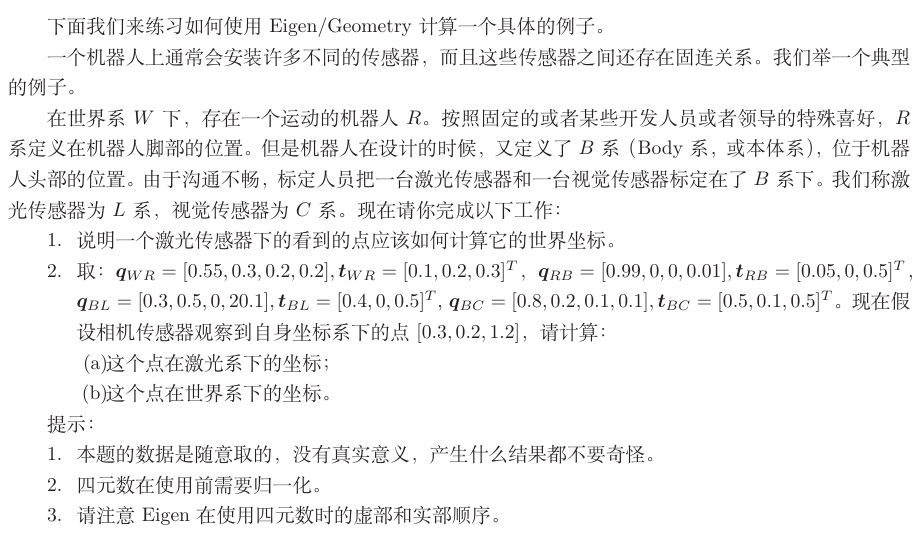 下面我们来练习如何使用 Eigen/Geometry 计算一个具体的例子。
一个机器人上通常会安装许多不同的传感器，而且这些传感器之间还存在固连关系。我们举一个典型
的例子。
在世界系 W 下，存在一个运动的机器人 R。按照固定的或者某些开发人员或者领导的特殊喜好，R
系定义在机器人脚部的位置。但是机器人在设计的时候，又定义了 B 系（Body 系，或本体系），位于机器
人头部的位置。由于沟通不畅，标定人员把一台激光传感器和一台视觉传感器标定在了 B 系下。我们称激
光传感器为 L 系，视觉传感器为 C 系。现在请你完成以下工作：
1. 说明一个激光传感器下的看到的点应该如何计算它的世界坐标。
2. 取：q_{WR} = [0.55, 0.3, 0.2, 0.2], t_{WR} = [0.1, 0.2, 0.3]^T，q_{RB} = [0.99, 0, 0, 0.01], t_{RB} = [0.05, 0, 0.5]^T，
q_{BL} = [0.3, 0.5, 0, 20.1], t_{BL} = [0.4, 0, 0.5]^T, q_{BC} = [0.8, 0.2, 0.1, 0.1], t_{BC} = [0.5, 0.1, 0.5]^T。现在假
设相机传感器观察到自身坐标系下的点 [0.3, 0.2, 1.2]，请计算：
(a)这个点在激光系下的坐标；
(b)这个点在世界系下的坐标。
提示：
1. 本题的数据是随意取的，没有真实意义，产生什么结果都不要奇怪。
2. 四元数在使用前需要归一化。
3. 请注意 Eigen 在使用四元数时的虚部和实部顺序。